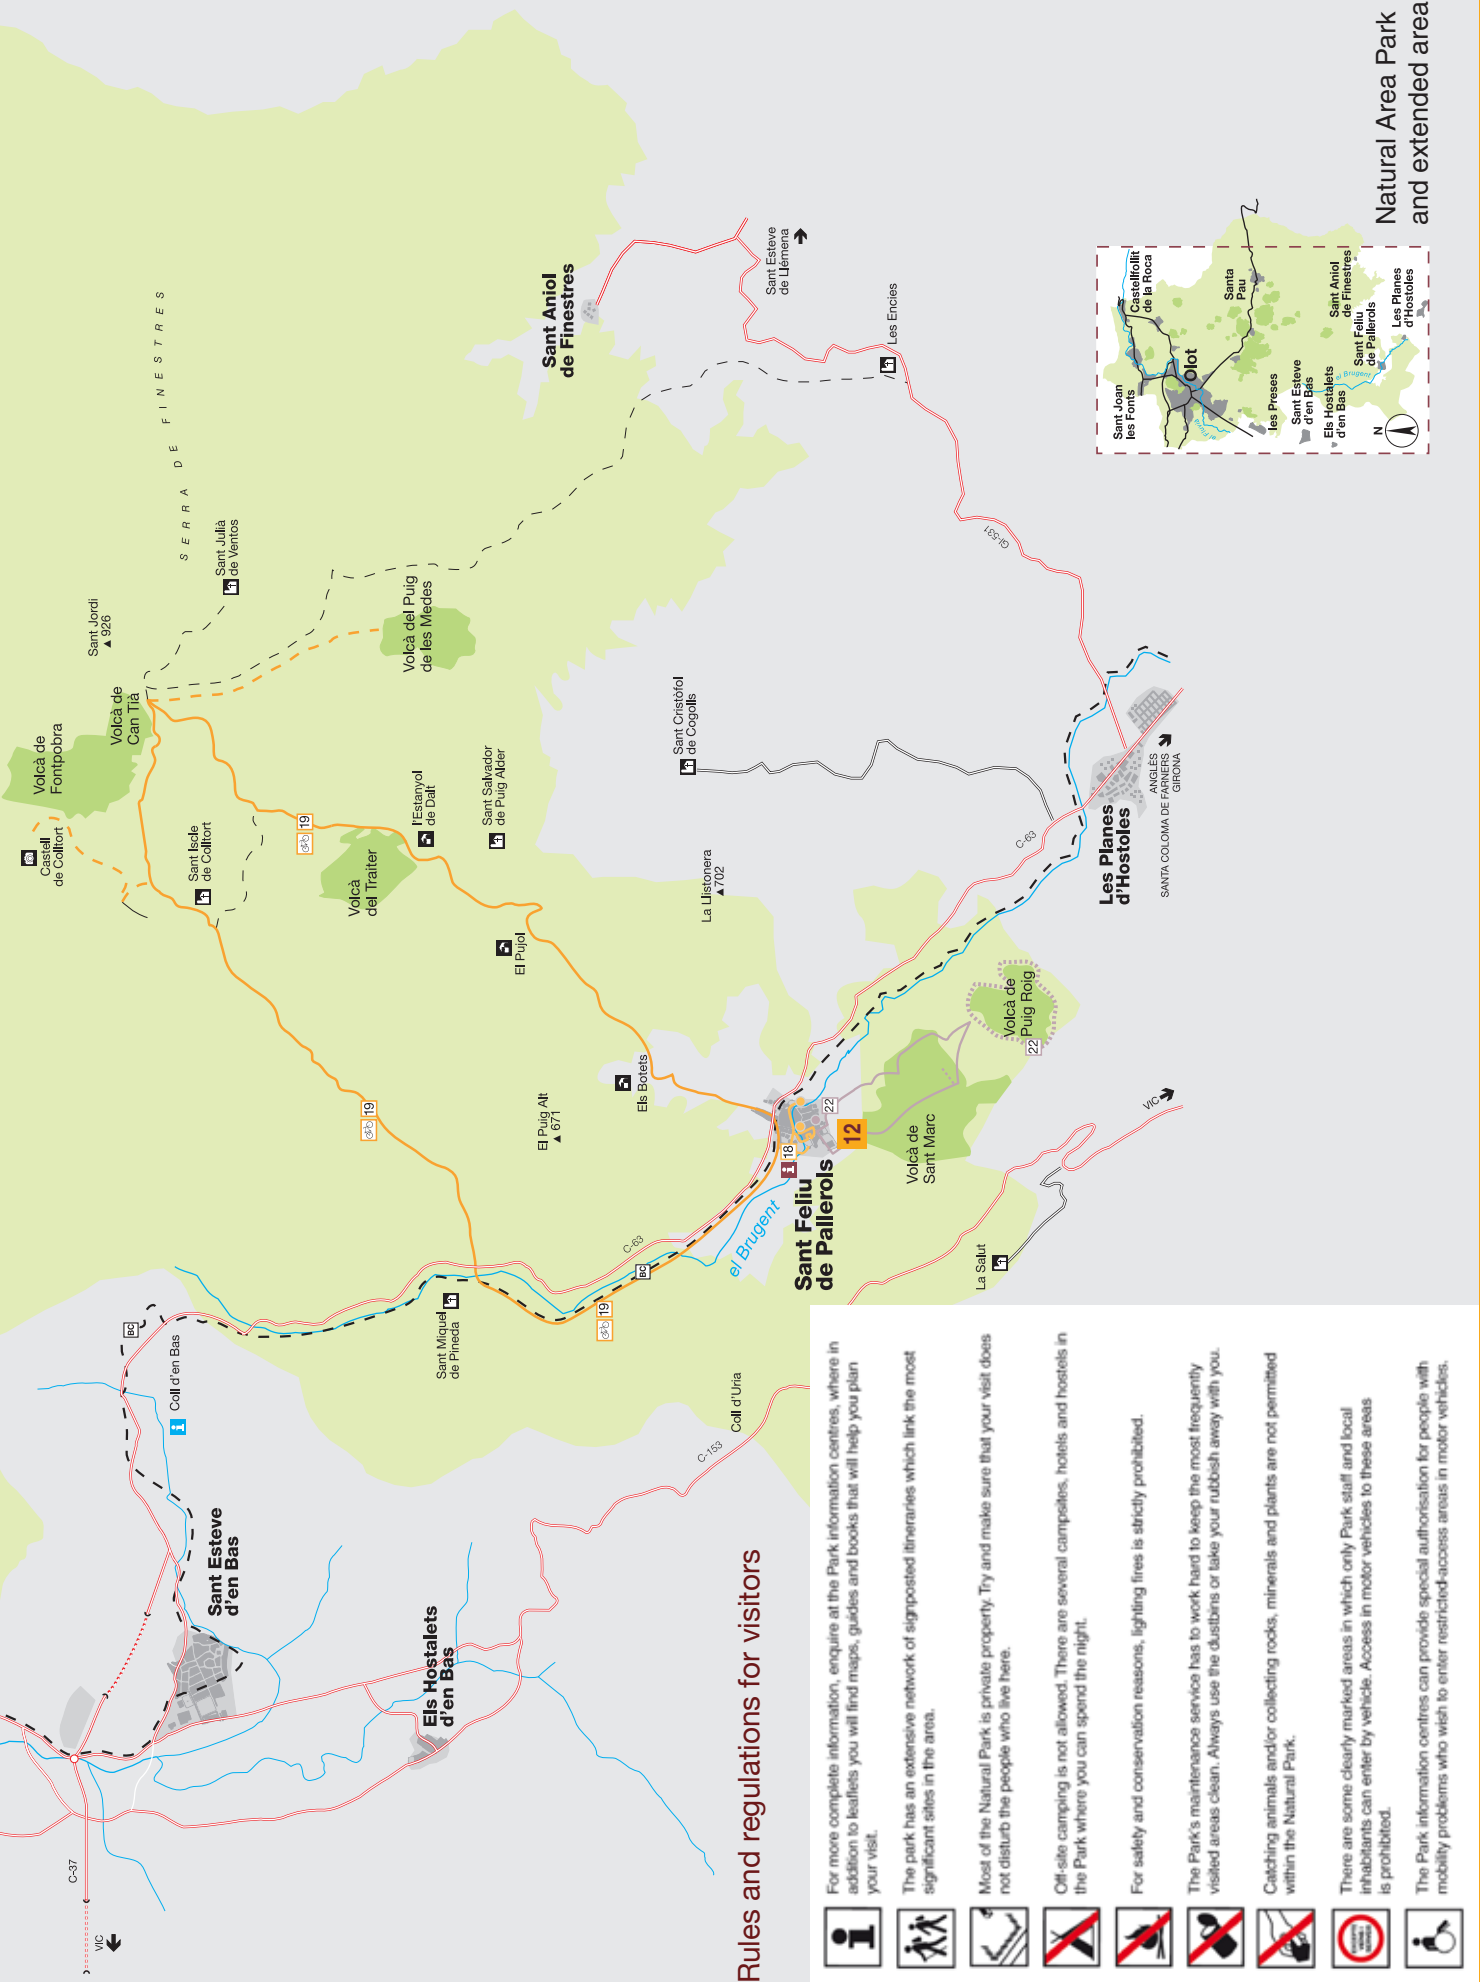 Natural Area Park
and extended area
Volcà de
Fontpobra
Volcà de
Can Tià
Sant Jordi
▲ 926
SERRA DE FINESTRES
Sant Julià
de Ventós
Castell
de Colltort
Sant Iscle
de Colltort
19
Volcà
del Traiter
l'Estanyol
de Dalt
Sant Salvador
de Puig Alder
Volcà del Puig
de les Medes
Sant Aniol
de Finestres
Sant Esteve
de Llémena
Les Encies
GI-531
El Pujol
Sant Cristòfol
de Cogolls
La Llistonera
▲702
19
El Puig Alt
▲ 671
Els Botets
C-63
Les Planes
d'Hostoles
ANGLÈS
SANTA COLOMA DE FARNERS
GIRONA
Volcà de
Puig Roig
22
Volcà de
Sant Marc
22
12
18
Sant Feliu
de Pallerols
el Brugent
C-63
BC
19
Sant Miquel
de Pineda
VIC
La Salut
BC
Coll d'en Bas
Coll d'Uria
C-153
Sant Esteve
d'en Bas
Els Hostalets
d'en Bas
C-37
VIC
Castellfollit
de la Roca
Sant Joan
les Fonts
Olot
Santa
Pau
el Fluvià
les Preses
Sant Esteve
d'en Bas
Els Hostalets
d'en Bas
el Brugent
Sant Aniol
de Finestres
Sant Feliu
de Pallerols
Les Planes
d'Hostoles
N
Rules and regulations for visitors
For more complete information, enquire at the Park information centres, where in
addition to leaflets you will find maps, guides and books that will help you plan
your visit.
The park has an extensive network of signposted itineraries which link the most
significant sites in the area.
Most of the Natural Park is private property. Try and make sure that your visit does
not disturb the people who live here.
Off-site camping is not allowed. There are several campsites, hotels and hostels in
the Park where you can spend the night.
For safety and conservation reasons, lighting fires is strictly prohibited.
The Park's maintenance service has to work hard to keep the most frequently
visited areas clean. Always use the dustbins or take your rubbish away with you.
Catching animals and/or collecting rocks, minerals and plants are not permitted
within the Natural Park.
There are some clearly marked areas in which only Park staff and local
inhabitants can enter by vehicle. Access in motor vehicles to these areas
is prohibited.
The Park information centres can provide special authorisation for people with
mobility problems who wish to enter restricted-access areas in motor vehicles.